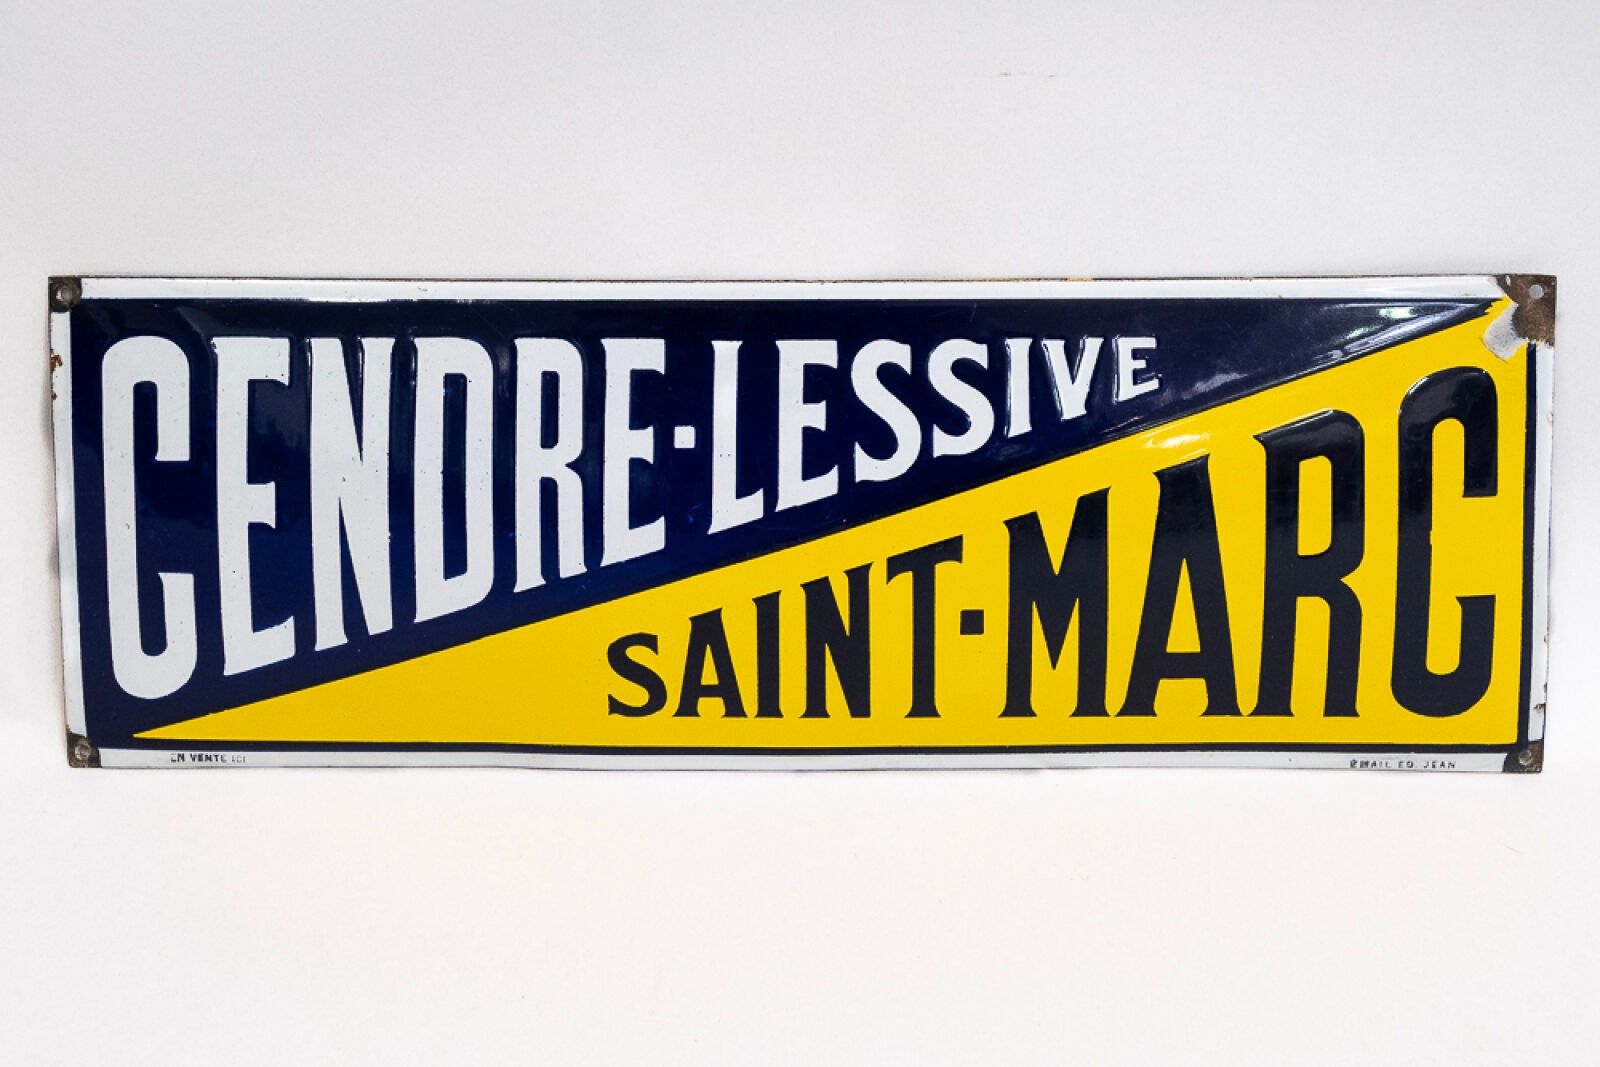 CENDRE-LESSIVE
SAINT-MARC
EN VENTE ICI
EMAIL. ED. JEAN